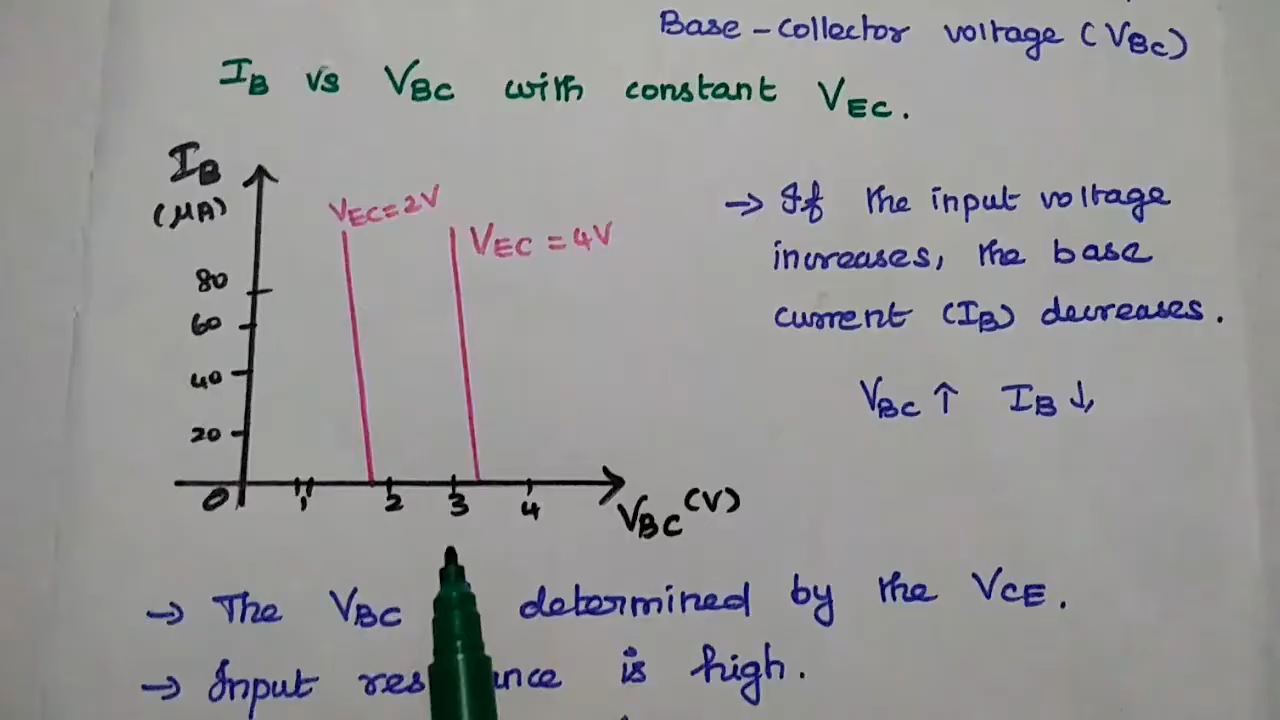 Base-collector voltage (VBC)
IB vs VBC with constant VEC.
IB
(μA)
VEC=2V
VEC=4V
80
60
40
20
0
1
2
3
4
VBC (V)
→ If the input voltage
increases, the base
current (IB) decreases.
VBC ↑ IB ↓
→ The VBC determined by the VCE.
→ Input is high.